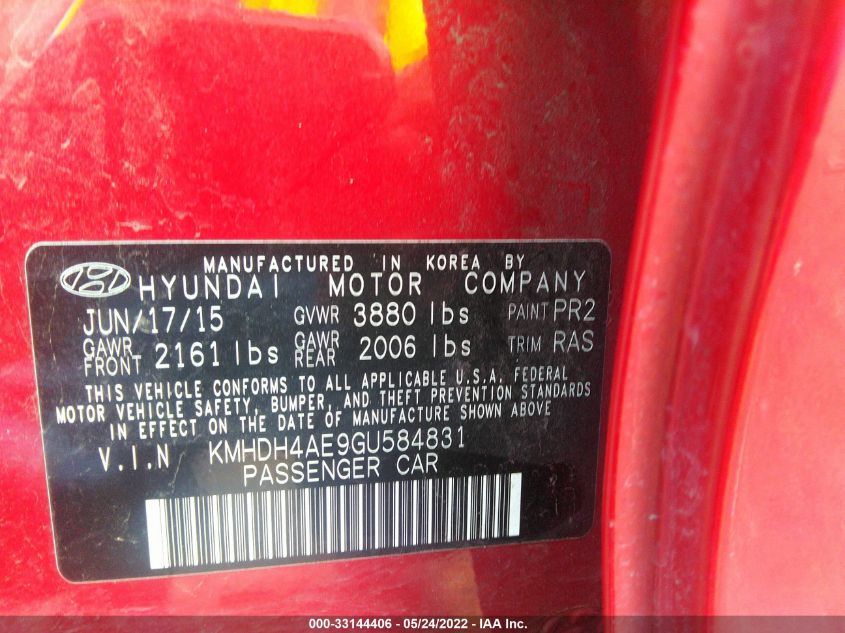 MANUFACTURED IN KOREA BY
HYUNDAI MOTOR COMPANY
JUN/17/15 GVWR 3880 lbs PAINT PR2
GAWR FRONT 2161 lbs GAWR REAR 2006 lbs TRIM RAS
THIS VEHICLE CONFORMS TO ALL APPLICABLE U.S.A. FEDERAL
MOTOR VEHICLE SAFETY, BUMPER, AND THEFT PREVENTION STANDARDS
IN EFFECT ON THE DATE OF MANUFACTURE SHOWN ABOVE
V.I.N KMHDH4AE9GU584831
PASSENGER CAR
000-33144406 - 05/24/2022 - IAA Inc.